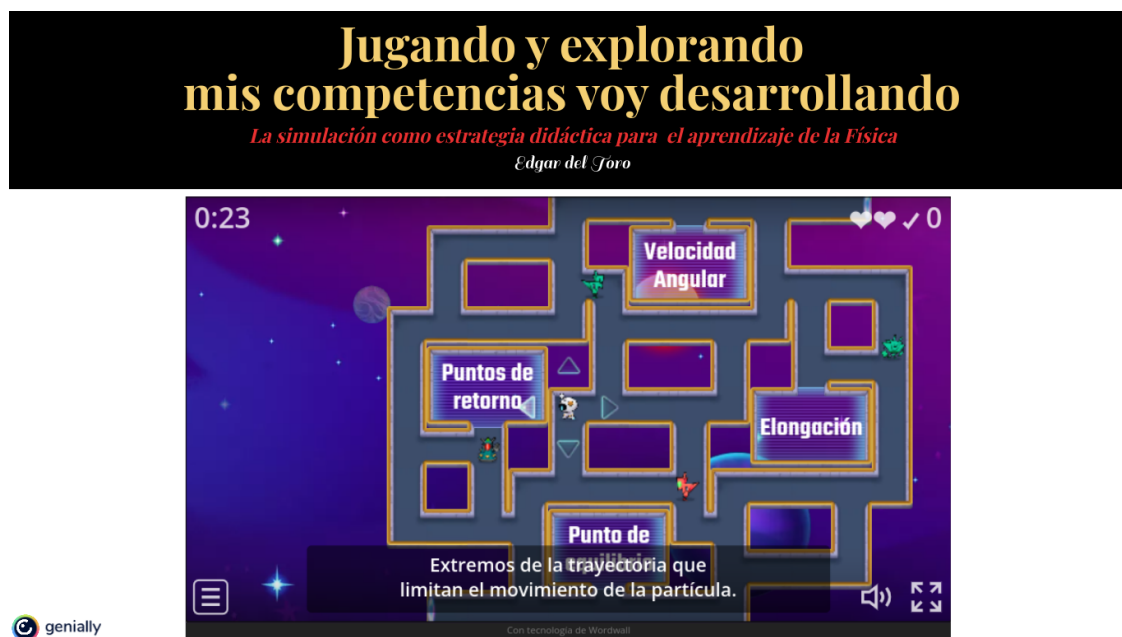 Jugando y explorando
mis competencias voy desarrollando
La simulación como estrategia didáctica para el aprendizaje de la Física
Edgar del Toro
0:23
0
Velocidad
Angular
Puntos de
retorno
Elongación
Punto de
equilibrio
Extremos de la trayectoria que
limitan el movimiento de la partícula.
genially
Con tecnología de Wordwall